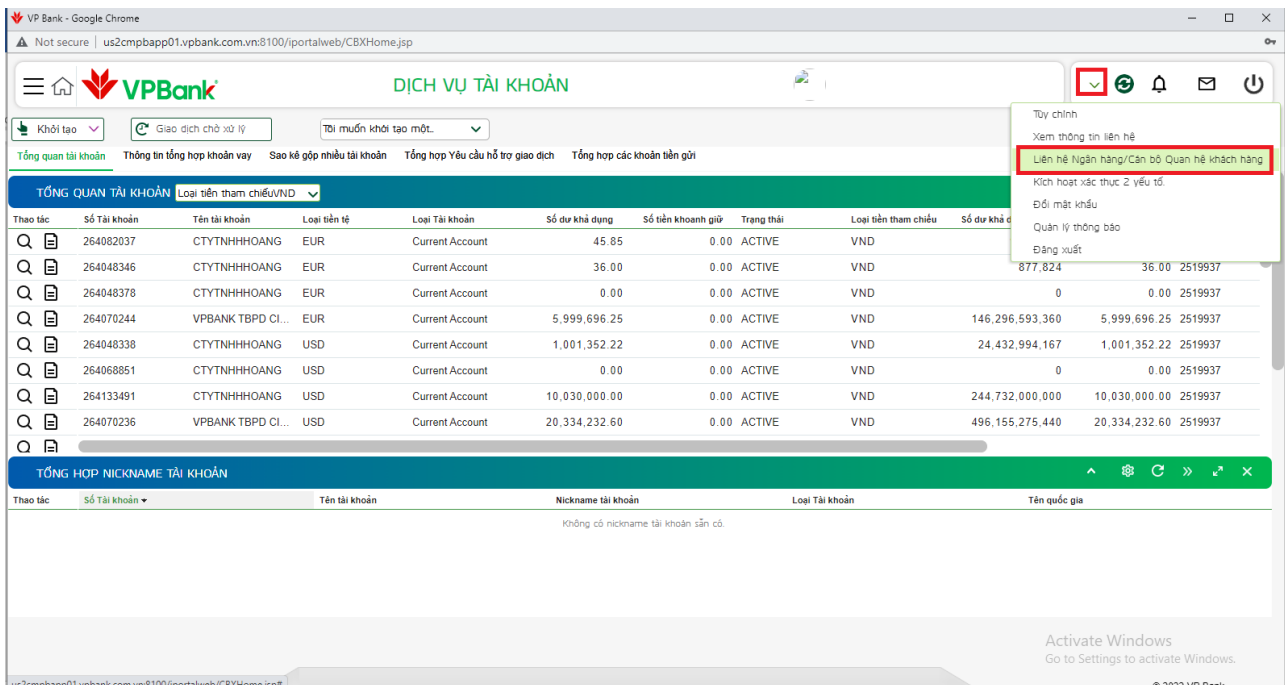 VP Bank - Google Chrome
Not secure | us2cmpbapp01.vpbank.com.vn:8100/iportalweb/CBXHome.jsp
VPBank DỊCH VỤ TÀI KHOẢN
Khởi tạo Giao dịch chờ xử lý Tôi muốn khởi tạo một..
Tùy chỉnh
Xem thông tin liên hệ
Liên hệ Ngân hàng/Cán bộ Quan hệ khách hàng
Kích hoạt xác thực 2 yếu tố.
Đổi mật khẩu
Quản lý thông báo
Đăng xuất
Tổng quan tài khoản Thông tin tổng hợp khoản vay Sao kê gộp nhiều tài khoản Tổng hợp Yêu cầu hỗ trợ giao dịch Tổng hợp các khoản tiền gửi
TỔNG QUAN TÀI KHOẢN Loại tiền tham chiếu\VND
Thao tác Số Tài khoản Tên tài khoản Loại tiền tệ Loại Tài khoản Số dư khả dụng Số tiền khoanh giữ Trạng thái Loại tiền tham chiếu Số dư khả d
264082037 CTYTNHHHOANG EUR Current Account 45.85 0.00 ACTIVE VND
264048346 CTYTNHHHOANG EUR Current Account 36.00 0.00 ACTIVE VND 877,824 36.00 2519937
264048378 CTYTNHHHOANG EUR Current Account 0.00 0.00 ACTIVE VND 0 0.00 2519937
264070244 VPBANK TBPD CI... EUR Current Account 5,999,696.25 0.00 ACTIVE VND 146,296,593,360 5,999,696.25 2519937
264048338 CTYTNHHHOANG USD Current Account 1,001,352.22 0.00 ACTIVE VND 24,432,994,167 1,001,352.22 2519937
264068851 CTYTNHHHOANG USD Current Account 0.00 0.00 ACTIVE VND 0 0.00 2519937
264133491 CTYTNHHHOANG USD Current Account 10,030,000.00 0.00 ACTIVE VND 244,732,000,000 10,030,000.00 2519937
264070236 VPBANK TBPD CI... USD Current Account 20,334,232.60 0.00 ACTIVE VND 496,155,275,440 20,334,232.60 2519937
TỔNG HỢP NICKNAME TÀI KHOẢN
Thao tác Số Tài khoản Tên tài khoản Nickname tài khoản Loại Tài khoản Tên quốc gia
Không có nickname tài khoản sẵn có.
Activate Windows
Go to Settings to activate Windows.
us2cmpbapp01.vpbank.com.vn:8100/iportalweb/CBXHome.jsp#
© 2022 VP Bank